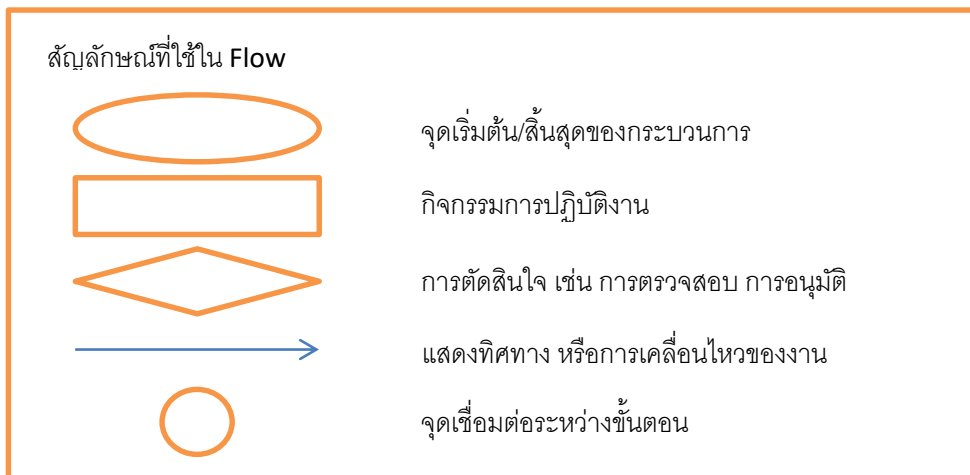 สัญลักษณ์ที่ใช้ใน Flow
จุดเริ่มต้น/สิ้นสุดของกระบวนการ
กิจกรรมการปฏิบัติงาน
การตัดสินใจ เช่น การตรวจสอบ การอนุมัติ
แสดงทิศทาง หรือการเคลื่อนไหวของงาน
จุดเชื่อมต่อระหว่างขั้นตอน